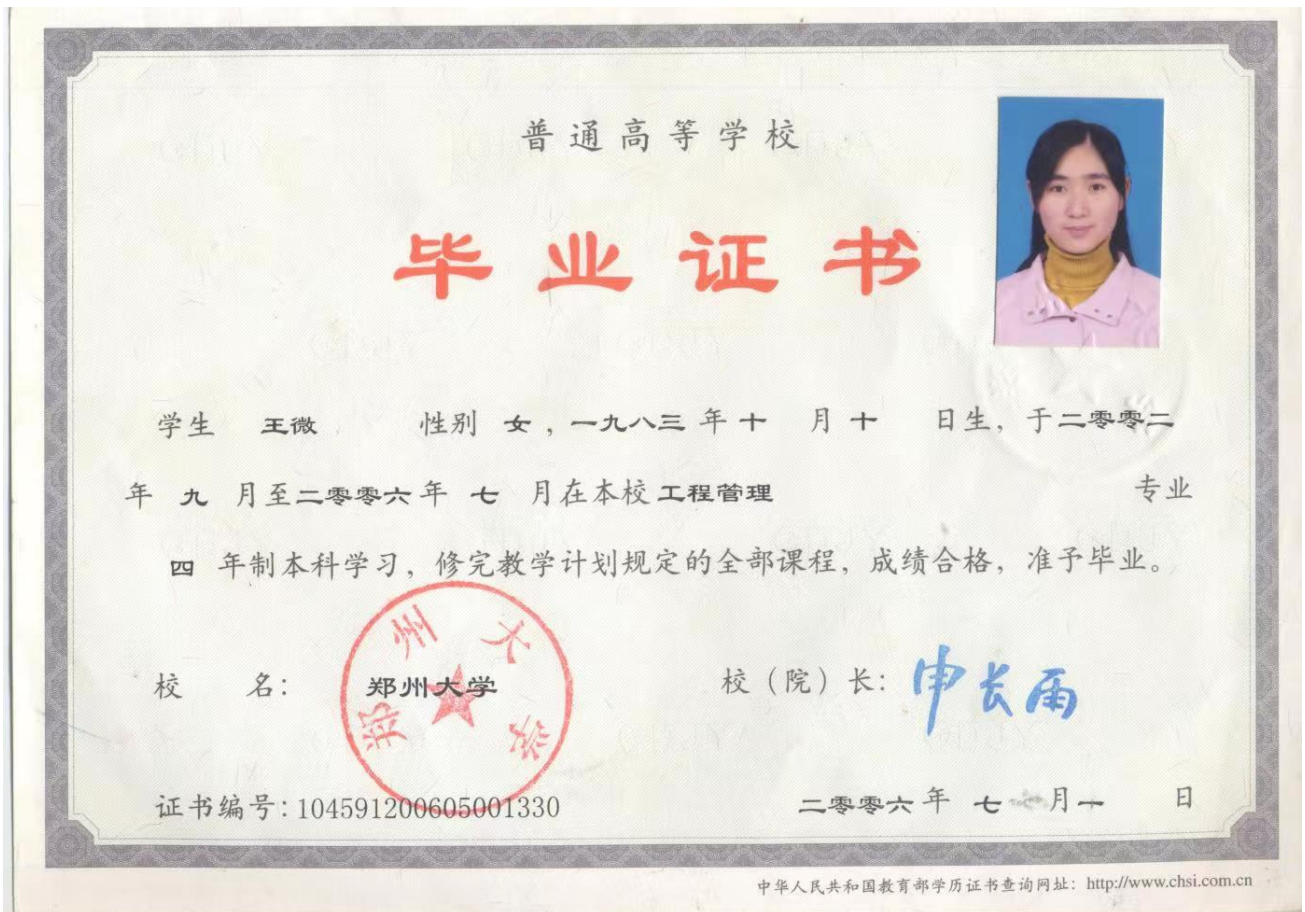 普通高等学校
毕业证书
学生 王微 性别 女，一九八三年十 月十 日生，于二零零二
年 九 月至二零零六年 七 月在本校工程管理 专业
四 年制本科学习，修完教学计划规定的全部课程，成绩合格，准予毕业。
郑州大学
校 名： 郑州大学 校（院）长：申长雨
证书编号：104591200605001330 二零零六年 七 月一 日
中华人民共和国教育部学历证书查询网址：http://www.chsi.com.cn